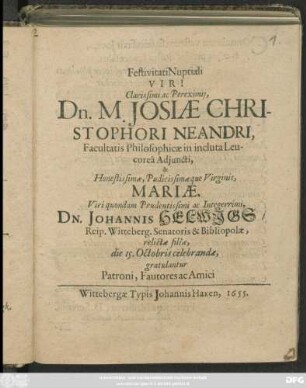 Festivitati Nuptiali
VIRI
Clarissimi ac Pereximii,
Dn. M. JOSIÆ CHRI-
STOPHORI NEANDRI,
Facultatis Philosophicæ in incluta Leu-
coreâ Adjuncti,
&
Honestissimæ, Pudicissimæque Virginis,
MARIÆ.
Viri quondam Prudentissimi ac Integerrimi,
DN. JOHANNIS HELWIGS
Reip. Witteberg. Senatoris & Bibliopolæ,
relictæ filiæ,
die 15. Octobris celebrandæ,
gratulantur
Patroni, Fautores ac Amici
Wittebergæ Typis Johannis Haken, 1655.